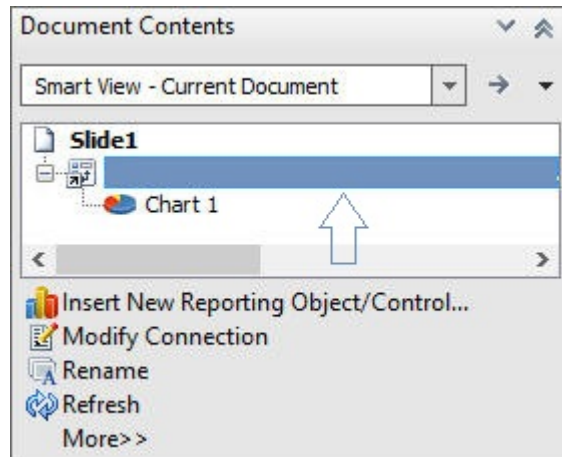 Document Contents
Smart View - Current Document
Slide1
Chart 1
Insert New Reporting Object/Control...
Modify Connection
Rename
Refresh
More>>